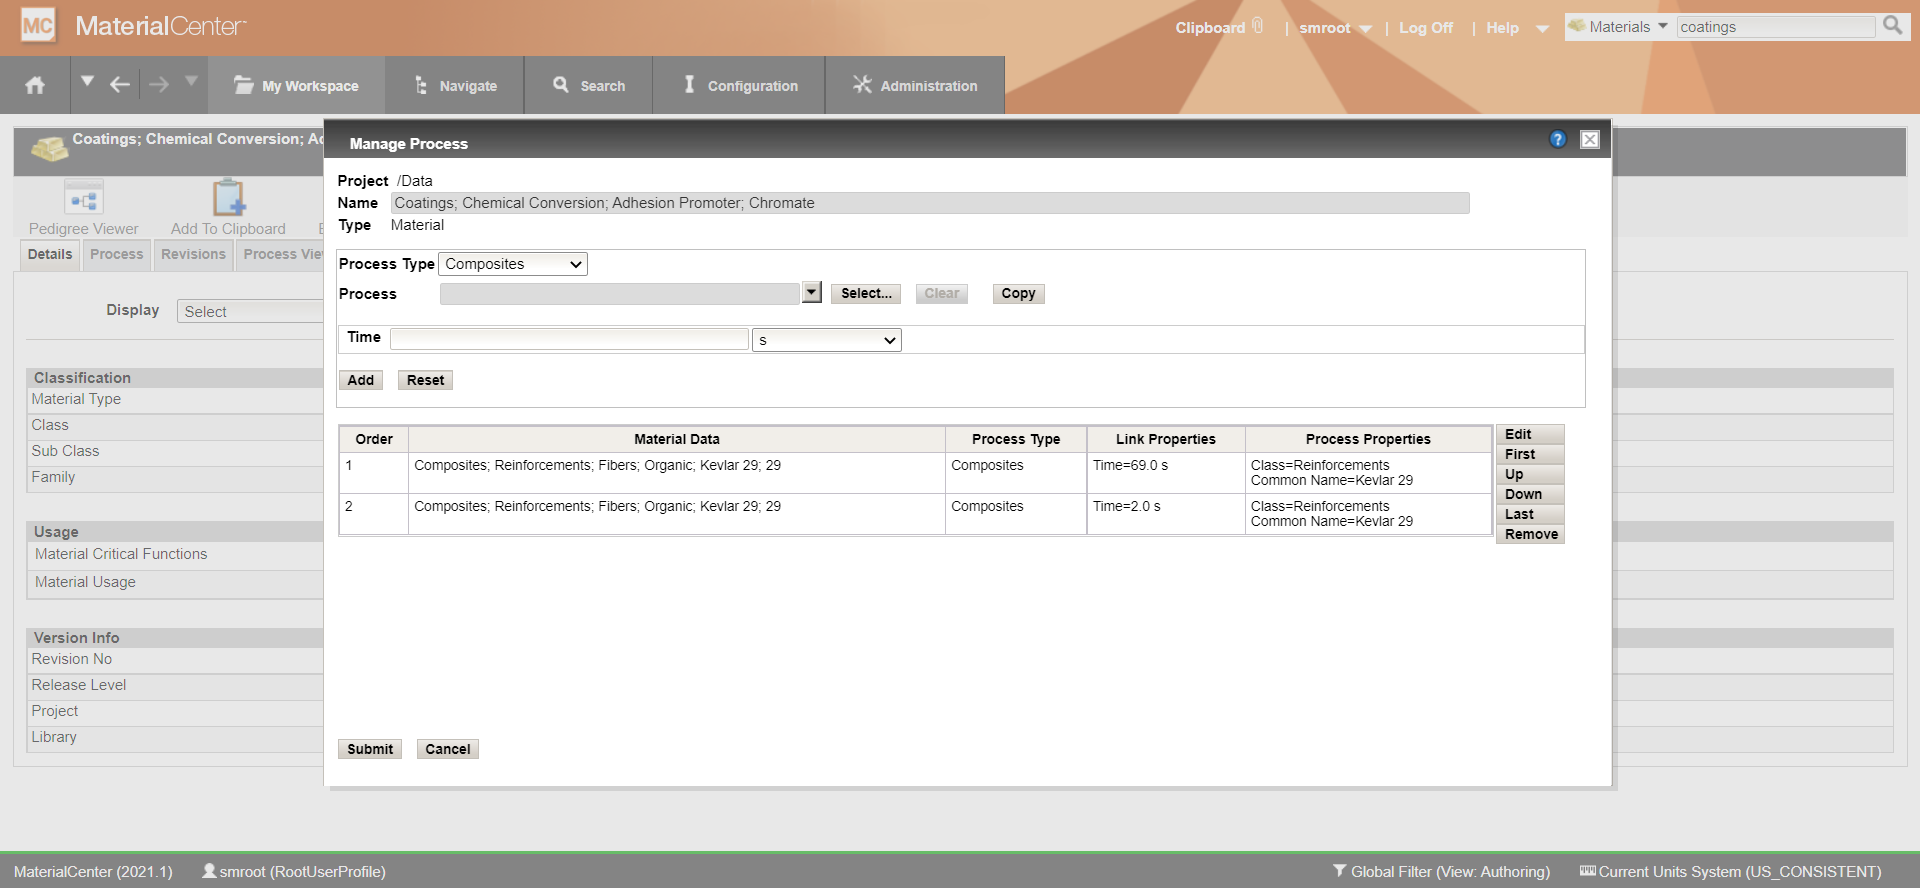 MC MaterialCenter
Clipboard | smroot | Log Off | Help Materials coatings
My Workspace Navigate Search Configuration Administration
Coatings; Chemical Conversion; Ad
Pedigree Viewer Add To Clipboard E
Details Process Revisions Process Vie
Display Select
Classification
Material Type
Class
Sub Class
Family
Usage
Material Critical Functions
Material Usage
Version Info
Revision No
Release Level
Project
Library
Manage Process ?
Project /Data
Name Coatings; Chemical Conversion; Adhesion Promoter; Chromate
Type Material
Process Type Composites
Process Select... Clear Copy
Time s
Add Reset
Order Material Data Process Type Link Properties Process Properties
1 Composites; Reinforcements; Fibers; Organic; Kevlar 29; 29 Composites Time=69.0 s Class=Reinforcements
Common Name=Kevlar 29
2 Composites; Reinforcements; Fibers; Organic; Kevlar 29; 29 Composites Time=2.0 s Class=Reinforcements
Common Name=Kevlar 29
Edit
First
Up
Down
Last
Remove
Submit Cancel
MaterialCenter (2021.1) smroot (RootUserProfile) Global Filter (View: Authoring) Current Units System (US_CONSISTENT)